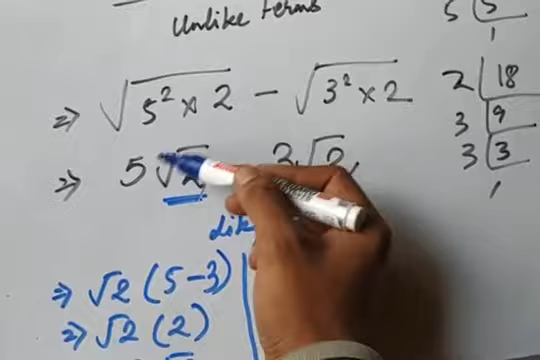 Unlike terms
⇒ √5² × 2 − √3² × 2
⇒ 5√2 3√2
⇒ √2 (5-3)
⇒ √2 (2)
5 5
1
2 18
3 9
3 3
1